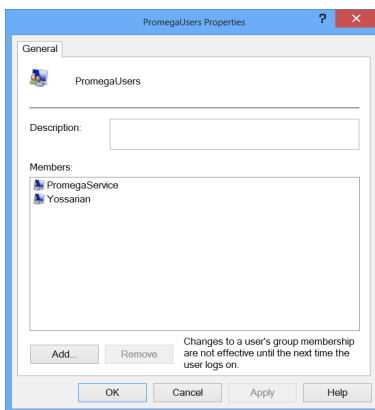 PromegaUsers Properties
?
General
PromegaUsers
Description:
Members:
PromegaService
Yossarian
Changes to a user's group membership
are not effective until the next time the
user logs on.
Add...
Remove
OK
Cancel
Apply
Help